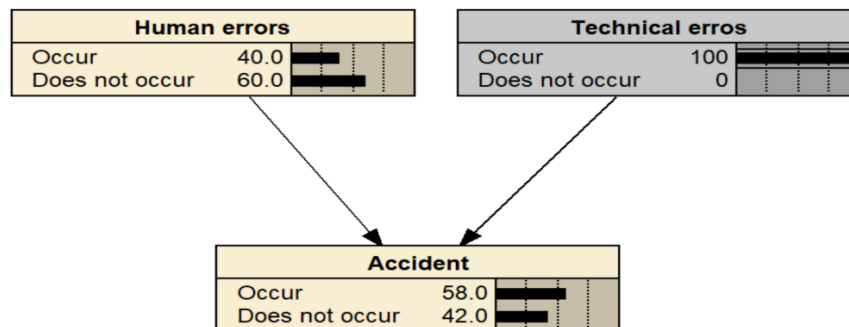 Human errors
Occur 40.0
Does not occur 60.0
Technical erros
Occur 100
Does not occur 0
Accident
Occur 58.0
Does not occur 42.0